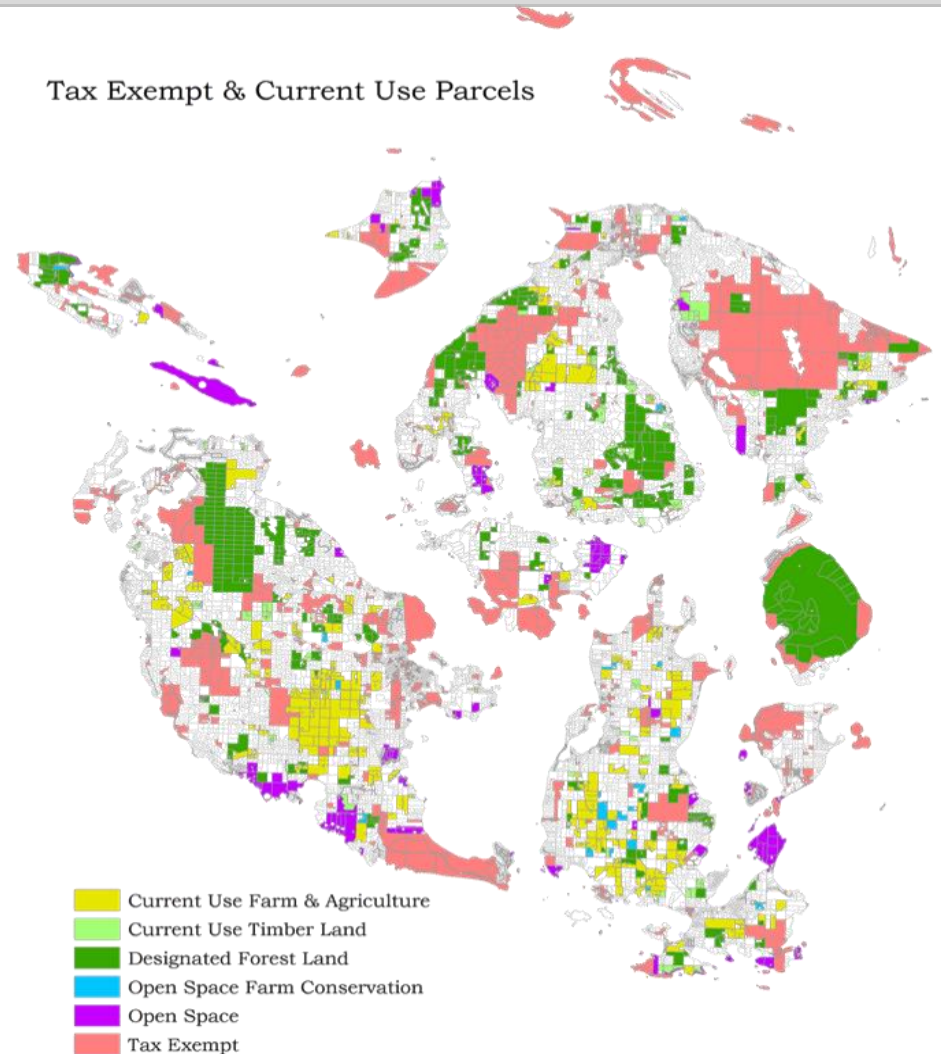 Tax Exempt & Current Use Parcels
Current Use Farm & Agriculture
Current Use Timber Land
Designated Forest Land
Open Space Farm Conservation
Open Space
Tax Exempt